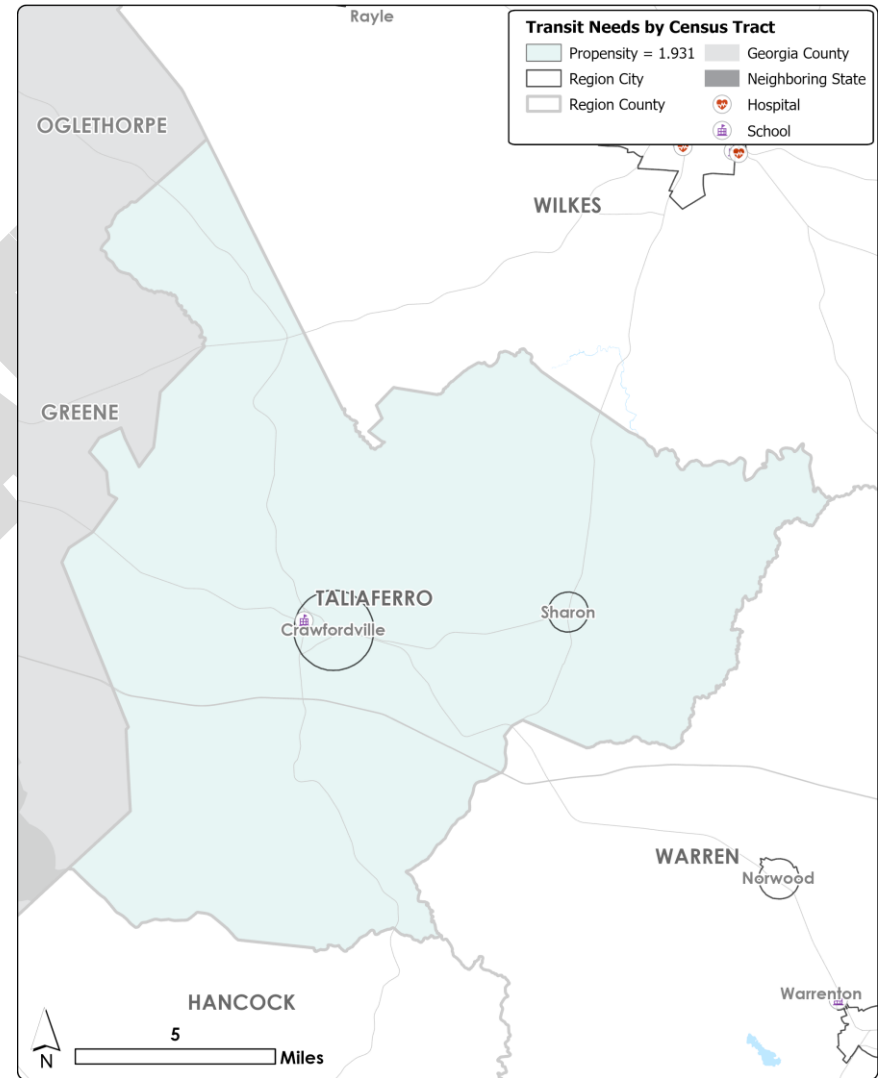 Rayle
Transit Needs by Census Tract
Propensity = 1.931
Georgia County
Region City
Neighboring State
Region County
Hospital
School
OGLETHORPE
WILKES
GREENE
TALIAFERRO
Sharon
Crawfordville
WARREN
Norwood
Warrenton
HANCOCK
5
Miles
N